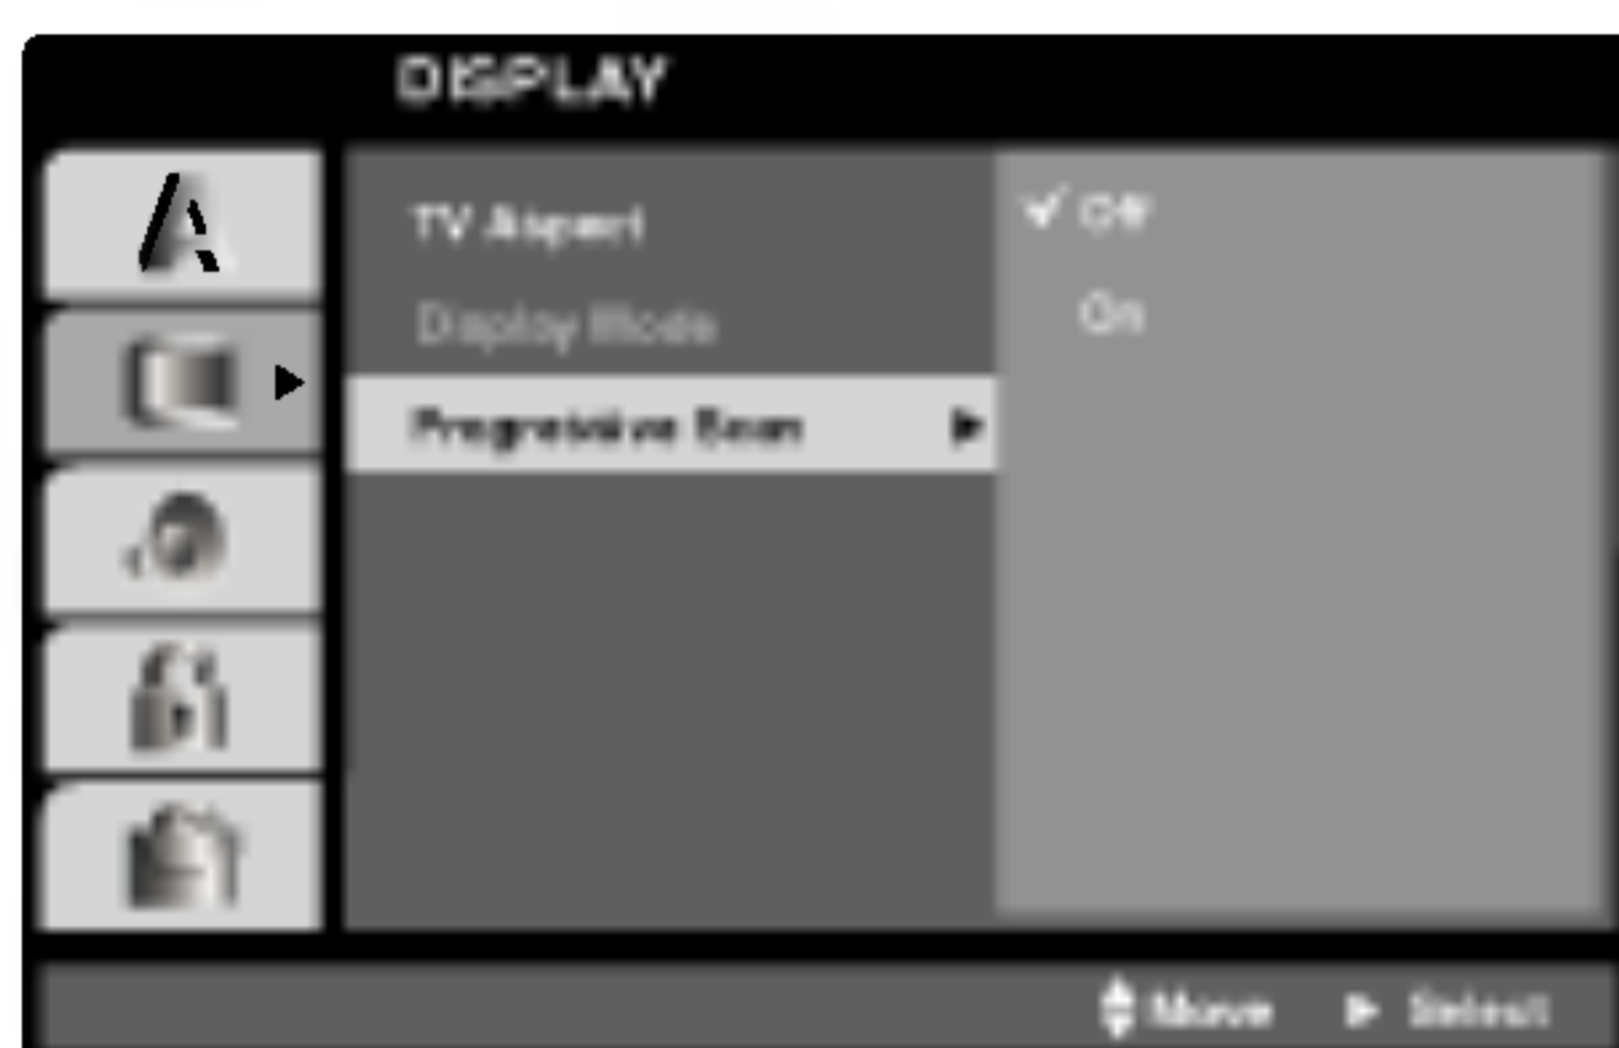 DISPLAY
TV Aspect
Display Mode
Progressive Scan
Off
On
Move
Select